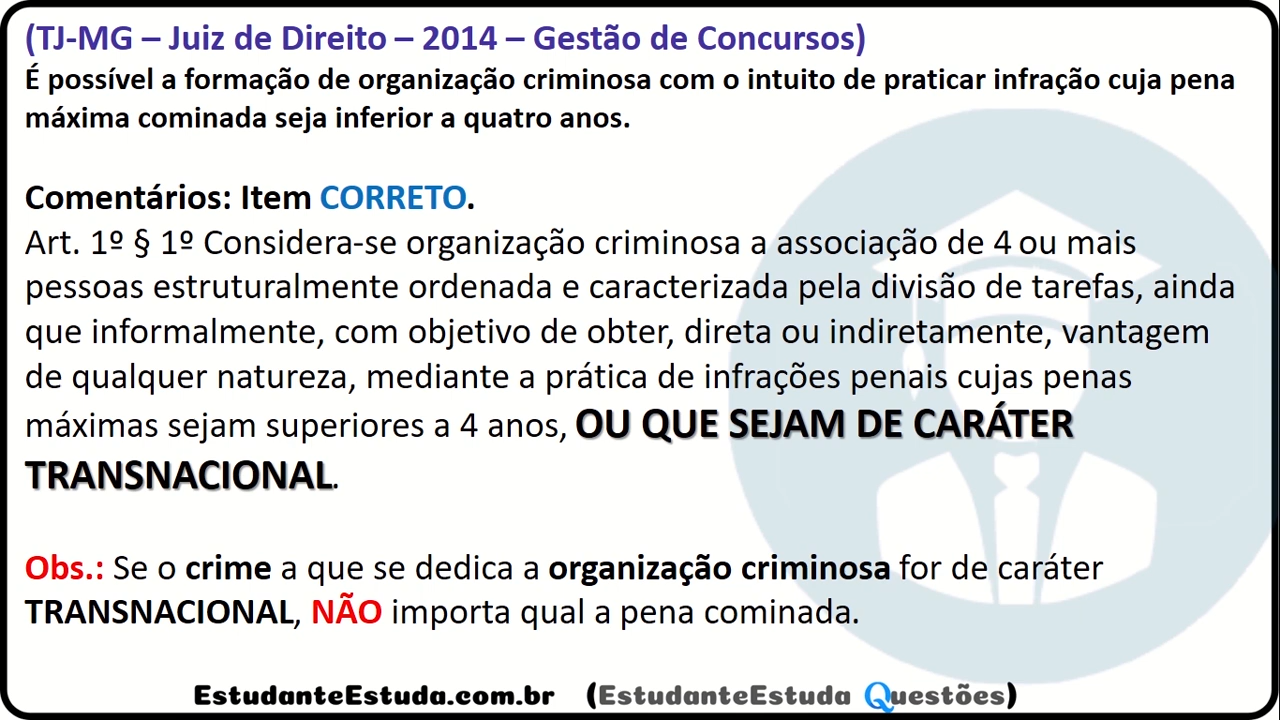 (TJ-MG – Juiz de Direito – 2014 – Gestão de Concursos)
É possível a formação de organização criminosa com o intuito de praticar infração cuja pena
máxima cominada seja inferior a quatro anos.
Comentários: Item CORRETO.
Art. 1º § 1º Considera-se organização criminosa a associação de 4 ou mais
pessoas estruturalmente ordenada e caracterizada pela divisão de tarefas, ainda
que informalmente, com objetivo de obter, direta ou indiretamente, vantagem
de qualquer natureza, mediante a prática de infrações penais cujas penas
máximas sejam superiores a 4 anos, OU QUE SEJAM DE CARÁTER
TRANSNACIONAL.
Obs.: Se o crime a que se dedica a organização criminosa for de caráter
TRANSNACIONAL, NÃO importa qual a pena cominada.
EstudanteEstuda.com.br (EstudanteEstuda Questões)